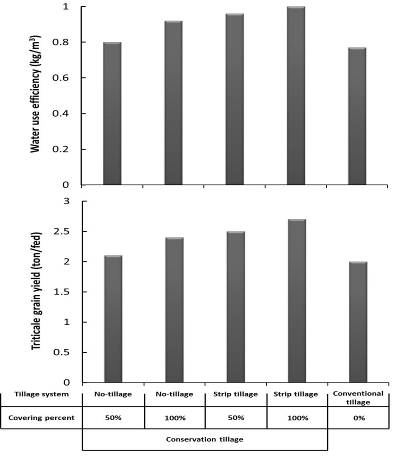 Water use efficiency (kg/m³)
1
0.8
0.6
0.4
0.2
0
Triticale grain yield (ton/fed)
3
2.5
2
1.5
1
0.5
0
Tillage system No-tillage No-tillage Strip tillage Strip tillage Conventional
tillage
Covering percent 50% 100% 50% 100% 0%
Conservation tillage